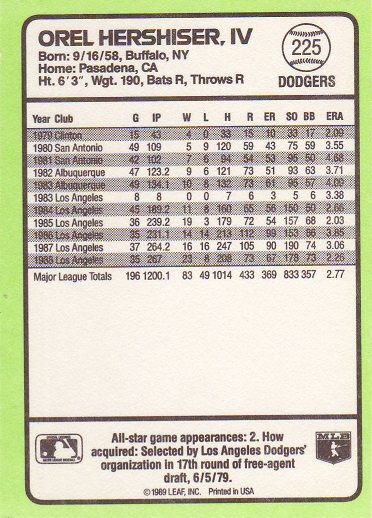 OREL HERSHISER, IV
Born: 9/16/58, Buffalo, NY
Home: Pasadena, CA
Ht. 6'3", Wgt. 190, Bats R, Throws R
225
DODGERS
Year Club G IP W L H R ER SO BB ERA
1979 Clinton 15 43 4 0 33 15 10 33 17 2.09
1980 San Antonio 49 109 5 9 120 59 43 75 59 3.55
1981 San Antonio 42 102 7 6 94 54 53 95 50 4.68
1982 Albuquerque 47 123.2 9 6 121 73 51 93 63 3.71
1983 Albuquerque 49 134.1 10 8 132 73 61 95 57 4.09
1983 Los Angeles 8 8 0 0 7 6 3 5 6 3.38
1984 Los Angeles 45 189.2 11 8 160 65 56 150 50 2.66
1985 Los Angeles 36 239.2 19 3 179 72 54 157 68 2.03
1986 Los Angeles 35 231.1 14 14 213 112 99 153 86 3.85
1987 Los Angeles 37 264.2 16 16 247 105 90 190 74 3.06
1988 Los Angeles 35 267 23 8 208 73 67 178 73 2.26
Major League Totals 196 1200.1 83 49 1014 433 369 833 357 2.77
All-star game appearances: 2. How
acquired: Selected by Los Angeles Dodgers'
organization in 17th round of free-agent
draft, 6/5/79.
© 1989 LEAF, INC. Printed in USA